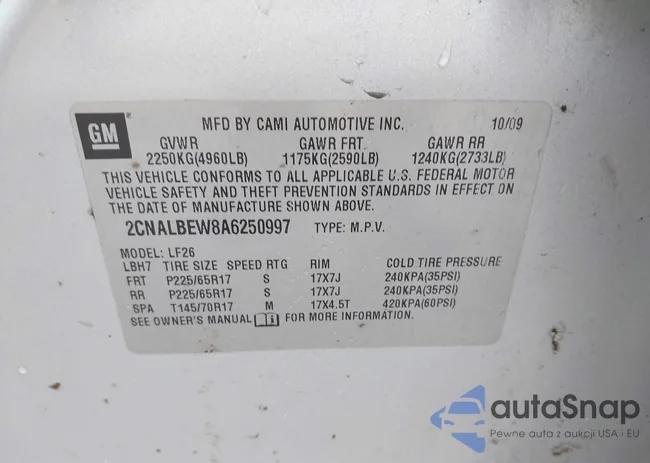 GM
MFD BY CAMI AUTOMOTIVE INC. 10/09
GVWR GAWR FRT. GAWR RR
2250KG(4960LB) 1175KG(2590LB) 1240KG(2733LB)
THIS VEHICLE CONFORMS TO ALL APPLICABLE U.S. FEDERAL MOTOR
VEHICLE SAFETY AND THEFT PREVENTION STANDARDS IN EFFECT ON
THE DATE OF MANUFACTURE SHOWN ABOVE.
2CNALBEW8A6250997 TYPE: M.P.V.
MODEL: LF26
LBH7 TIRE SIZE SPEED RTG RIM COLD TIRE PRESSURE
FRT P225/65R17 S 17X7J 240KPA(35PSI)
RR P225/65R17 S 17X7J 240KPA(35PSI)
SPA T145/70R17 M 17X4.5T 420KPA(60PSI)
SEE OWNER'S MANUAL FOR MORE INFORMATION.
autaSnap
Pewne auta z aukcji USA i EU